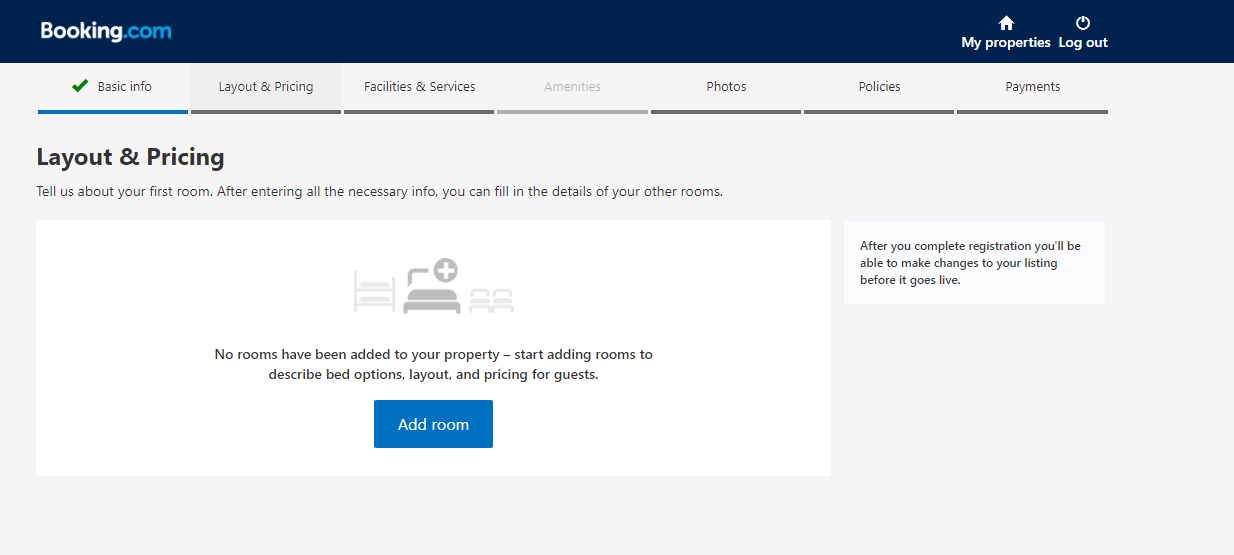 Booking.com
My properties Log out
Basic info Layout & Pricing Facilities & Services Amenities Photos Policies Payments
Layout & Pricing
Tell us about your first room. After entering all the necessary info, you can fill in the details of your other rooms.
No rooms have been added to your property – start adding rooms to
describe bed options, layout, and pricing for guests.
Add room
After you complete registration you'll be
able to make changes to your listing
before it goes live.